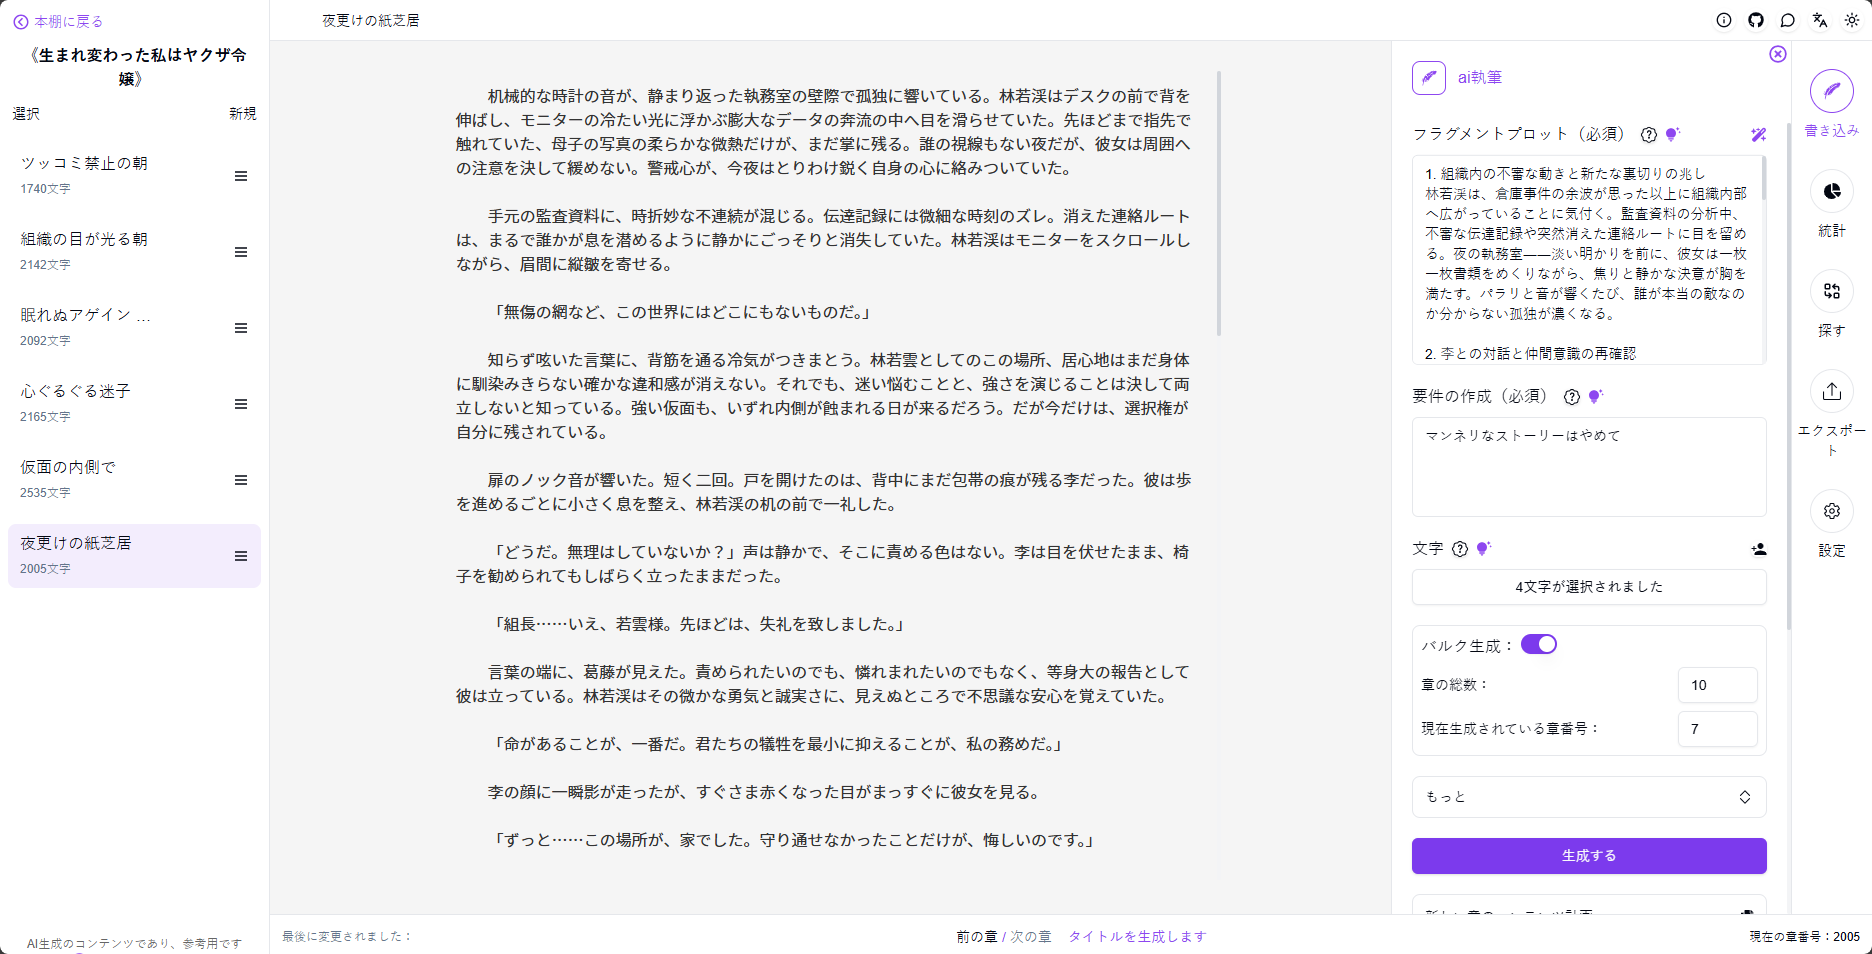 本棚に戻る
《生まれ変わった私はヤクザ令
嬢》
選択
新規
ツッコミ禁止の朝
1740文字
組織の目が光る朝
2142文字
眠れぬアゲイン …
2092文字
心ぐるぐる迷子
2165文字
仮面の内側で
2535文字
夜更けの紙芝居
2005文字
AI生成のコンテンツであり、参考用です
夜更けの紙芝居
机械的な時計の音が、静まり返った執務室の壁際で孤独に響いている。林若渓はデスクの前で背を
伸ばし、モニターの冷たい光に浮かぶ膨大なデータの奔流の中へ目を滑らせていた。先ほどまで指先で
触れていた、母子の写真の柔らかな微熱だけが、まだ掌に残る。誰の視線もない夜だが、彼女は周囲へ
の注意を決して緩めない。警戒心が、今夜はとりわけ鋭く自身の心に絡みついていた。
手元の監査資料に、時折妙な不連続が混じる。伝達記録には微細な時刻のズレ。消えた連絡ルート
は、まるで誰かが息を潜めるように静かにごっそりと消失していた。林若渓はモニターをスクロールし
ながら、眉間に縦皺を寄せる。
「無傷の網など、この世界にはどこにもないものだ。」
知らず呟いた言葉に、背筋を通る冷気がつきまとう。林若雲としてのこの場所、居心地はまだ身体
に馴染みきらない確かな違和感が消えない。それでも、迷い悩むことと、強さを演じることは決して両
立しないと知っている。強い仮面も、いずれ内側が蝕まれる日が来るだろう。だが今だけは、選択権が
自分に残されている。
扉のノック音が響いた。短く二回。戸を開けたのは、背中にまだ包帯の痕が残る李だった。彼は歩
を進めるごとに小さく息を整え、林若渓の机の前で一礼した。
「どうだ。無理はしていないか？」声は静かで、そこに責める色はない。李は目を伏せたまま、椅
子を勧められてもしばらく立ったままだった。
「組長……いえ、若雲様。先ほどは、失礼を致しました。」
言葉の端に、葛藤が見えた。責められたいのでも、憐れまれたいのでもなく、等身大の報告として
彼は立っている。林若渓はその微かな勇気と誠実さに、見えぬところで不思議な安心を覚えていた。
「命があることが、一番だ。君たちの犠牲を最小に抑えることが、私の務めだ。」
李の顔に一瞬影が走ったが、すぐさま赤くなった目がまっすぐに彼女を見る。
「ずっと……この場所が、家でした。守り通せなかったことだけが、悔しいのです。」
最後に変更されました：
前の章 / 次の章 タイトルを生成します
現在の章番号：2005
ai執筆
フラグメントプロット（必須）
1. 組織内の不審な動きと新たな裏切りの兆し
林若渓は、倉庫事件の余波が思った以上に組織内部
へ広がっていることに気付く。監査資料の分析中、
不審な伝達記録や突然消えた連絡ルートに目を留め
る。夜の執務室——淡い明かりを前に、彼女は一枚
一枚書類をめくりながら、焦りと静かな決意が胸を
満たす。パラリと音が響くたび、誰が本当の敵なの
か分からない孤独が濃くなる。
2. 李との対話と仲間意識の再確認
要件の作成（必須）
マンネリなストーリーはやめて
文字
4文字が選択されました
バルク生成：
章の総数：
10
現在生成されている章番号：
7
もっと
生成する
書き込み
統計
探す
エクスポー
ト
設定